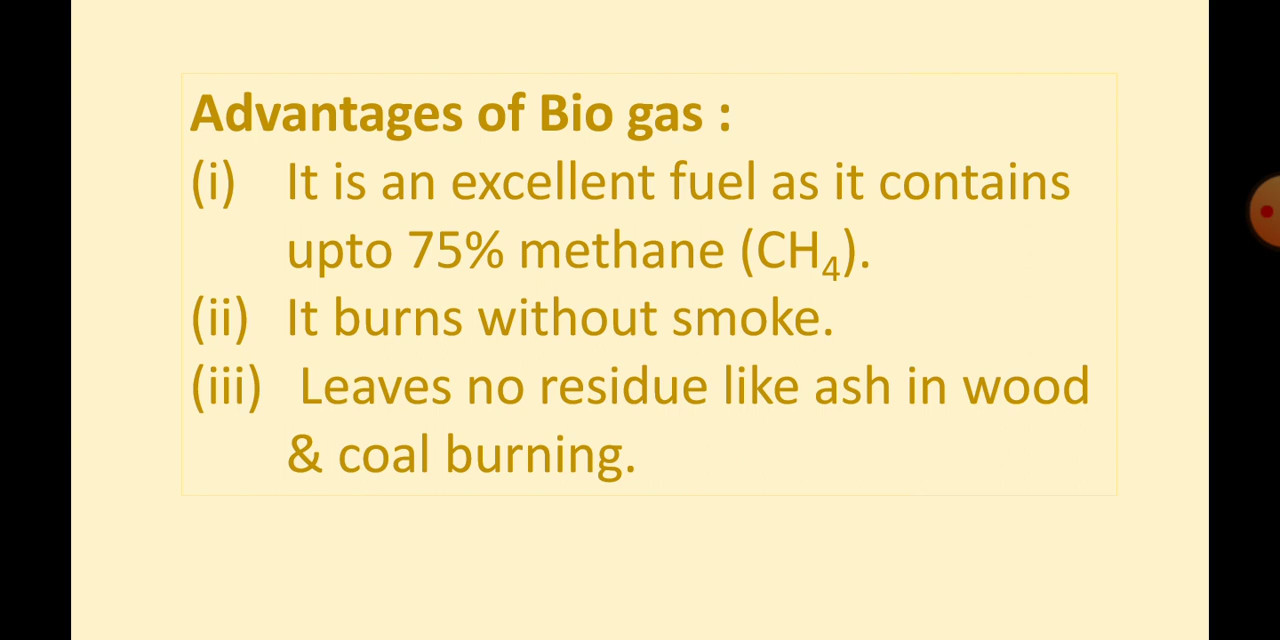 Advantages of Bio gas :
(i) It is an excellent fuel as it contains
upto 75% methane (CH₄).
(ii) It burns without smoke.
(iii) Leaves no residue like ash in wood
& coal burning.